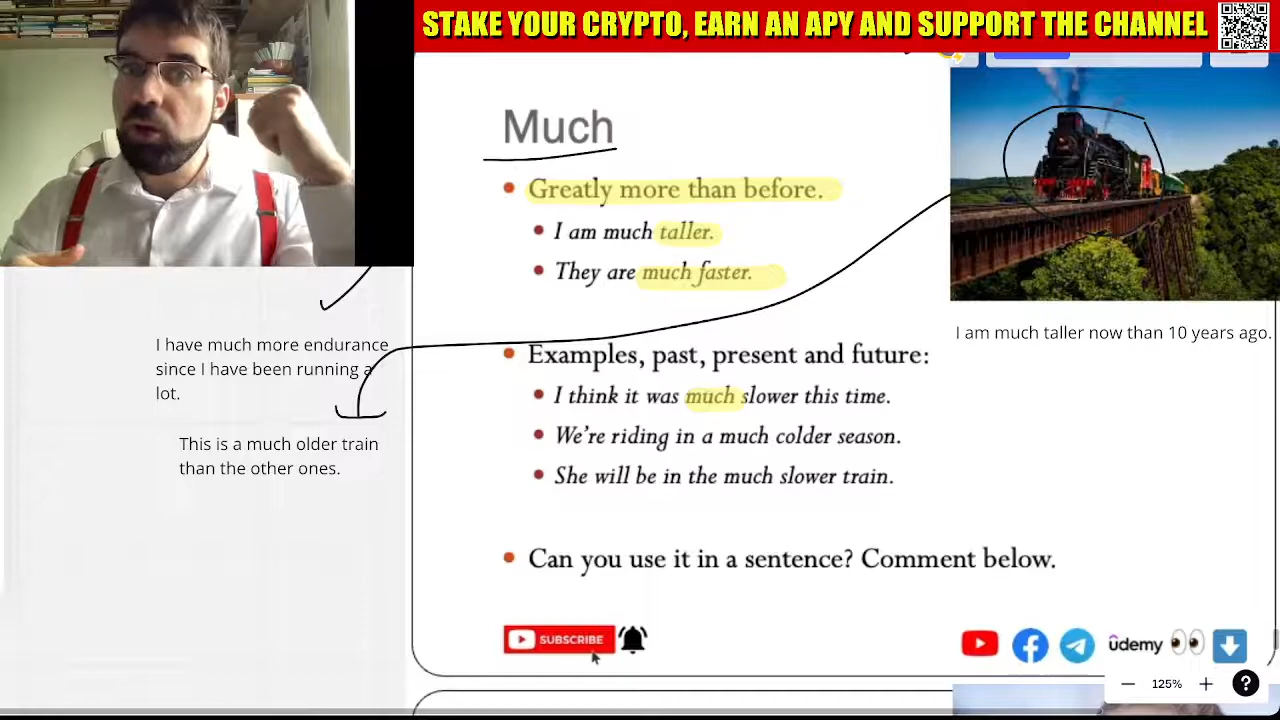 STAKE YOUR CRYPTO, EARN AN APY AND SUPPORT THE CHANNEL
Much
Greatly more than before.
I am much taller.
They are much faster.
I am much taller now than 10 years ago.
I have much more endurance
since I have been running a
lot.
This is a much older train
than the other ones.
Examples, past, present and future:
I think it was much slower this time.
We're riding in a much colder season.
She will be in the much slower train.
Can you use it in a sentence? Comment below.
SUBSCRIBE
ûdemy
125%
?